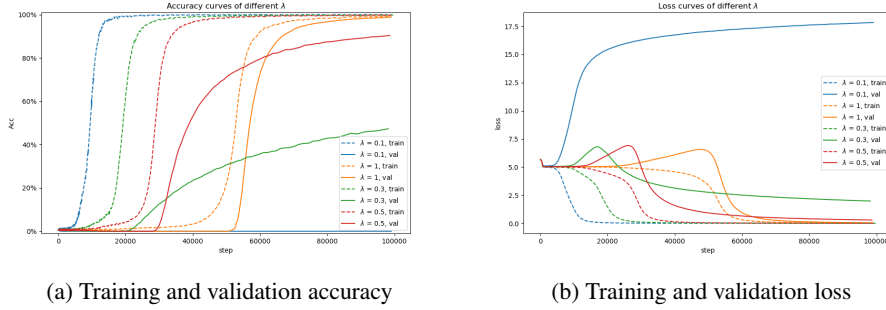 Accuracy curves of different λ
100%
80%
60%
40%
20%
0%
Acc
0
20000
40000
60000
80000
100000
step
λ = 0.1, train
λ = 0.1, val
λ = 1, train
λ = 1, val
λ = 0.3, train
λ = 0.3, val
λ = 0.5, train
λ = 0.5, val
(a) Training and validation accuracy
Loss curves of different λ
17.5
15.0
12.5
10.0
7.5
5.0
2.5
0.0
loss
0
20000
40000
60000
80000
100000
step
λ = 0.1, train
λ = 0.1, val
λ = 1, train
λ = 1, val
λ = 0.3, train
λ = 0.3, val
λ = 0.5, train
λ = 0.5, val
(b) Training and validation loss